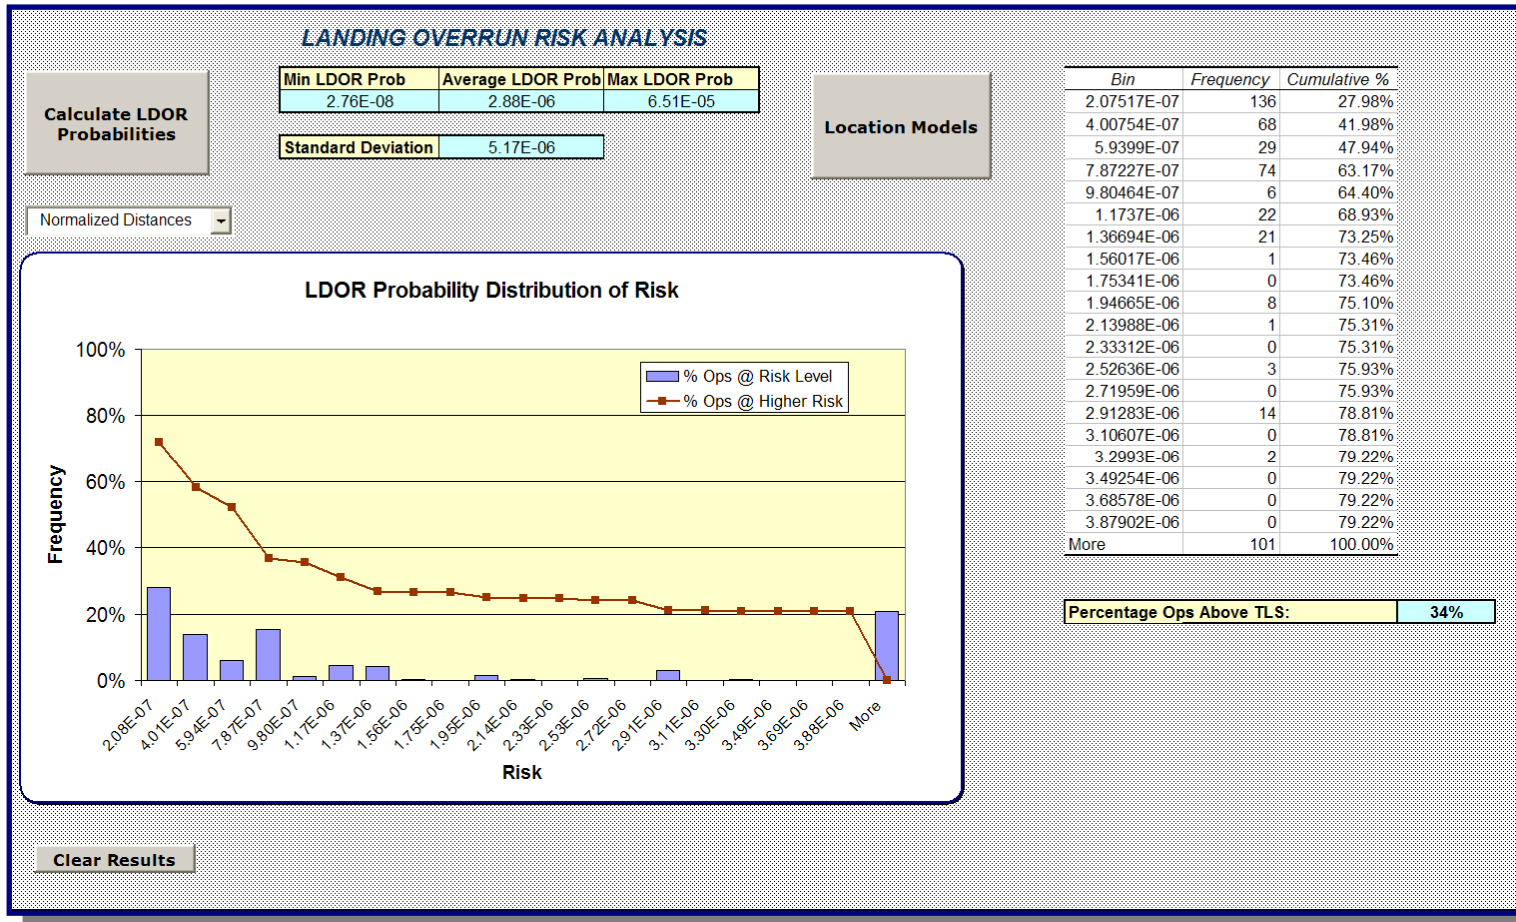 LANDING OVERRUN RISK ANALYSIS
Calculate LDOR
Probabilities
Min LDOR Prob Average LDOR Prob Max LDOR Prob
2.76E-08 2.88E-06 6.51E-05
Standard Deviation 5.17E-06
Location Models
Normalized Distances
LDOR Probability Distribution of Risk
% Ops @ Risk Level
% Ops @ Higher Risk
Frequency
100%
80%
60%
40%
20%
0%
2.08E-07 4.01E-07 5.94E-07 7.87E-07 9.80E-07 1.17E-06 1.37E-06 1.56E-06 1.75E-06 1.95E-06 2.14E-06 2.33E-06 2.53E-06 2.72E-06 2.91E-06 3.11E-06 3.30E-06 3.49E-06 3.69E-06 3.88E-06 More
Risk
Clear Results
Bin Frequency Cumulative %
2.07517E-07 136 27.98%
4.00754E-07 68 41.98%
5.9399E-07 29 47.94%
7.87227E-07 74 63.17%
9.80464E-07 6 64.40%
1.1737E-06 22 68.93%
1.36694E-06 21 73.25%
1.56017E-06 1 73.46%
1.75341E-06 0 73.46%
1.94665E-06 8 75.10%
2.13988E-06 1 75.31%
2.33312E-06 0 75.31%
2.52636E-06 3 75.93%
2.71959E-06 0 75.93%
2.91283E-06 14 78.81%
3.10607E-06 0 78.81%
3.2993E-06 2 79.22%
3.49254E-06 0 79.22%
3.68578E-06 0 79.22%
3.87902E-06 0 79.22%
More 101 100.00%
Percentage Ops Above TLS: 34%